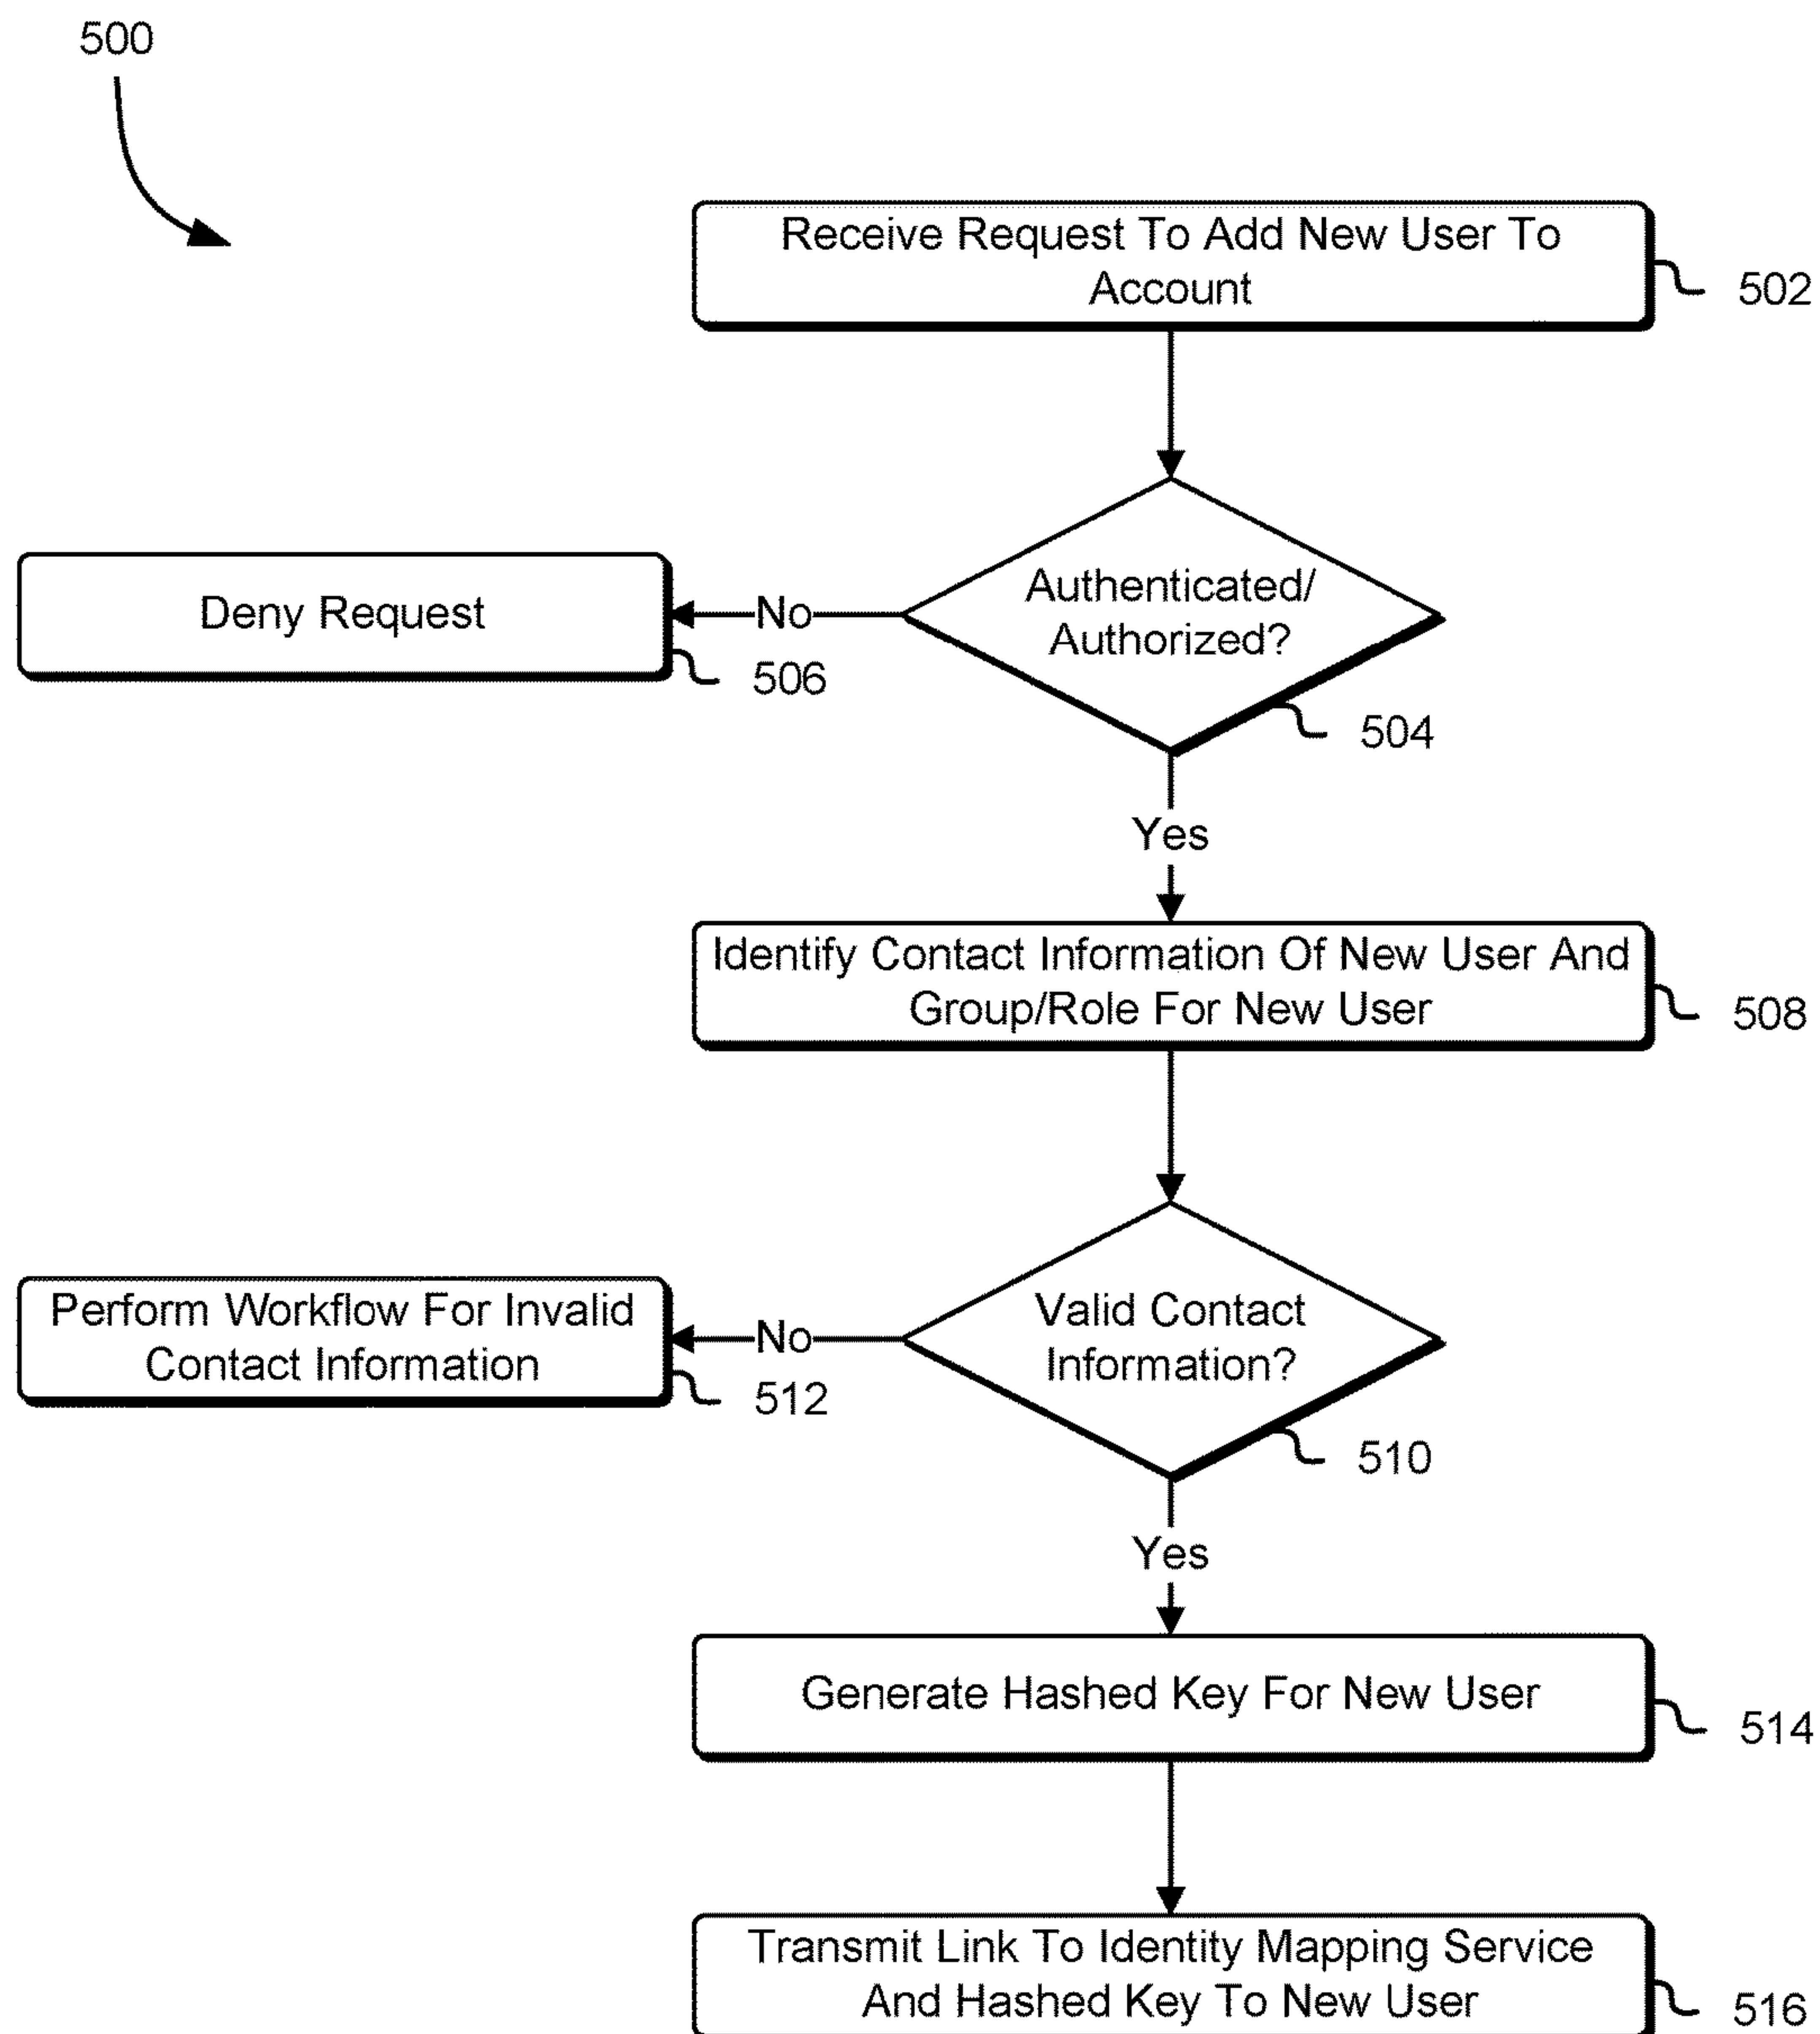 500
Receive Request To Add New User To
Account
502
Authenticated/
Authorized?
504
No
Deny Request
506
Yes
Identify Contact Information Of New User And
Group/Role For New User
508
Valid Contact
Information?
510
No
Perform Workflow For Invalid
Contact Information
512
Yes
Generate Hashed Key For New User
514
Transmit Link To Identity Mapping Service
And Hashed Key To New User
516